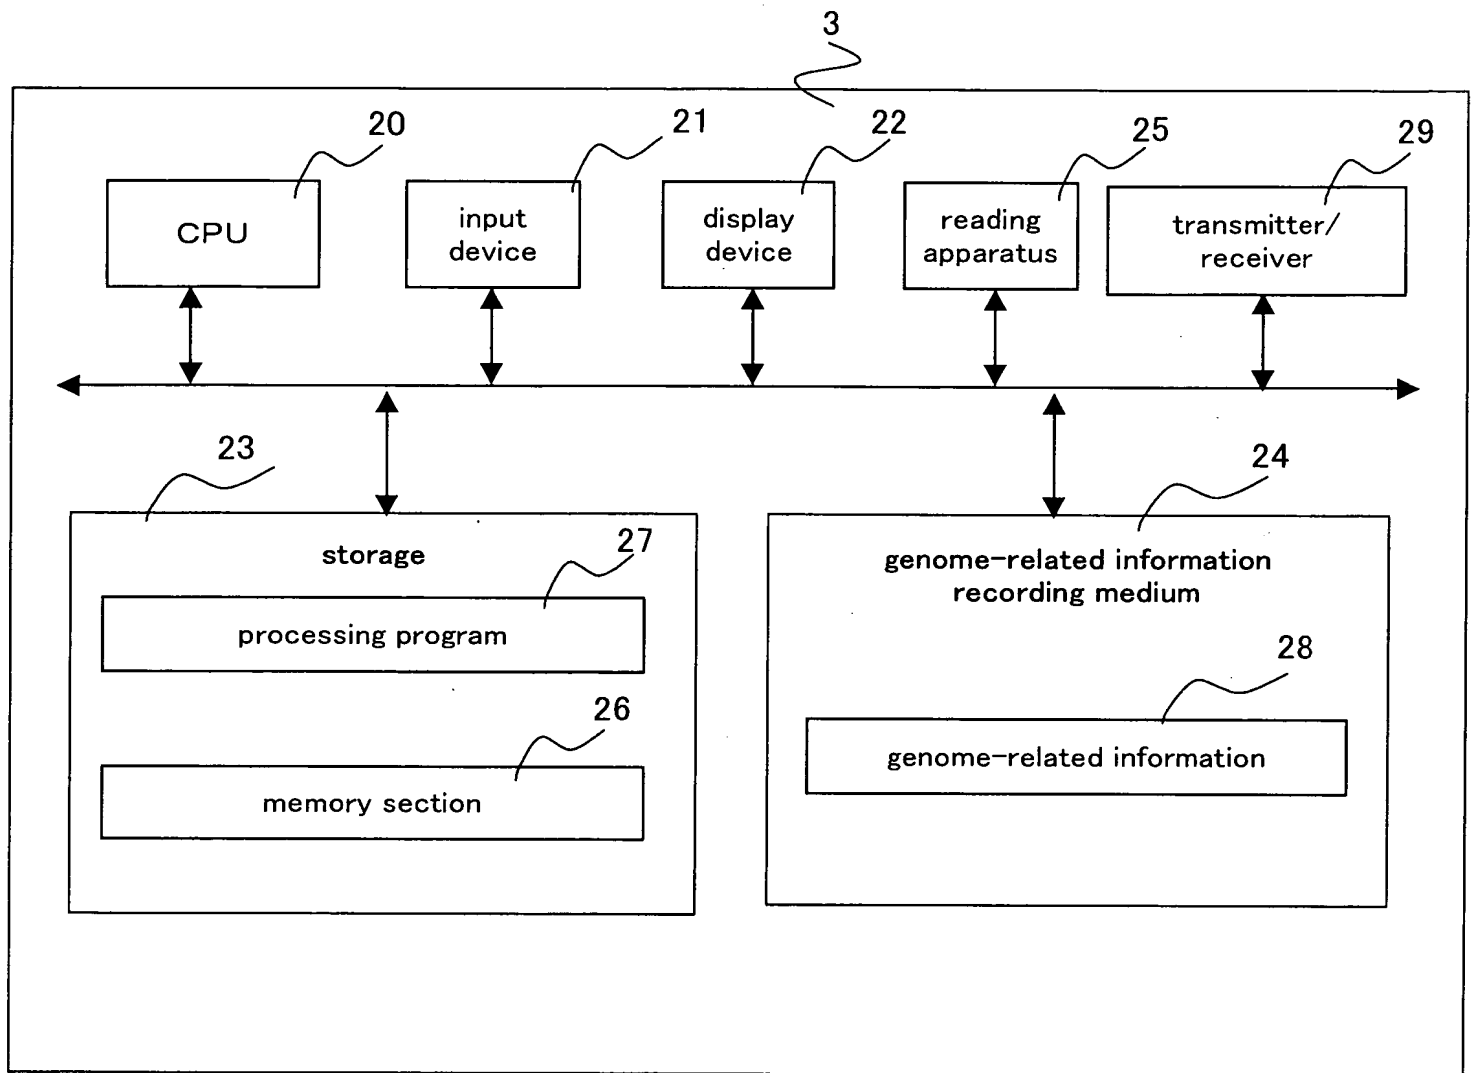 3
20
21
22
25
29
CPU
input
device
display
device
reading
apparatus
transmitter/
receiver
23
24
storage
27
processing program
26
memory section
genome-related information
recording medium
28
genome-related information